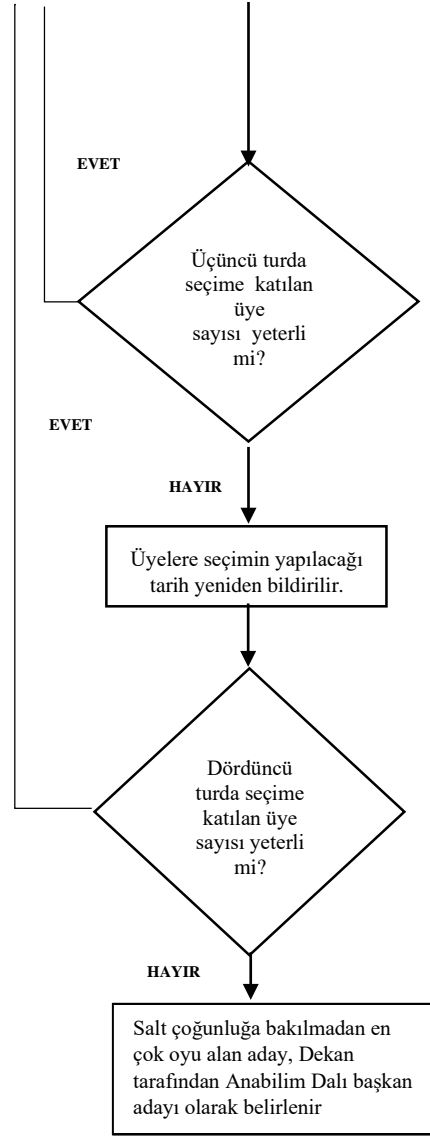 EVET
Üçüncü turda
seçime katılan
üye
sayısı yeterli
mi?
EVET
HAYIR
Üyelere seçimin yapılacağı
tarih yeniden bildirilir.
Dördüncü
turda seçime
katılan üye
sayısı yeterli
mi?
HAYIR
Salt çoğunluğa bakılmadan en
çok oyu alan aday, Dekan
tarafından Anabilim Dalı başkan
adayı olarak belirlenir